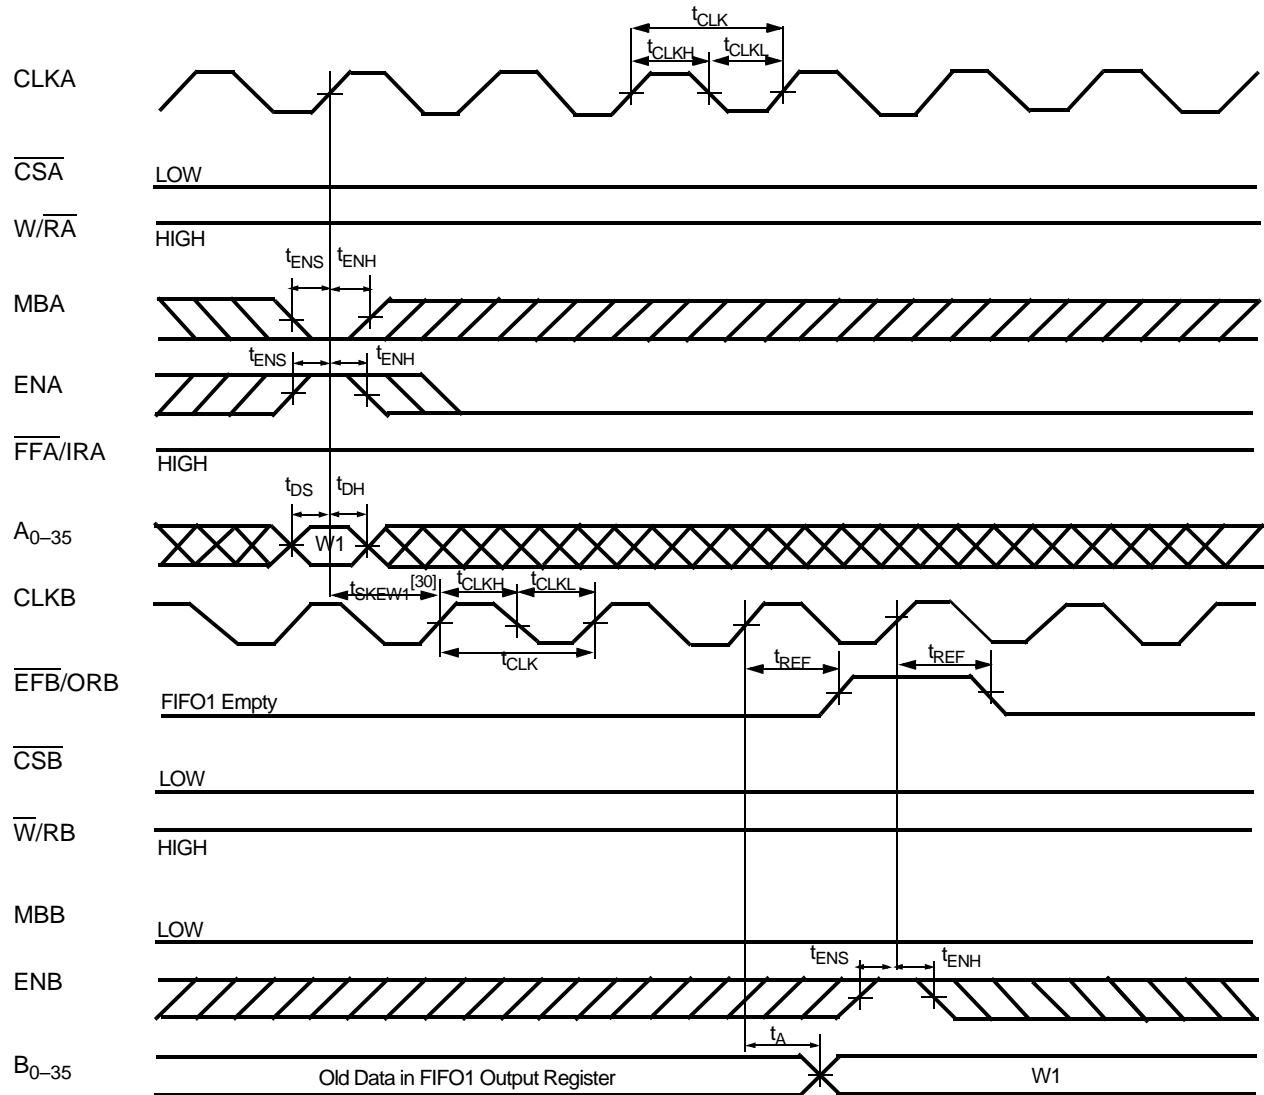 tCLK
tCLKH tCLKL
CLKA
CSA LOW
W/RA HIGH
tENS tENH
MBA
tENS tENH
ENA
FFA/IRA HIGH
tDS tDH
A0–35 W1
tSKEW1[30] tCLKH tCLKL
CLKB
tCLK tREF tREF
EFB/ORB FIFO1 Empty
CSB LOW
W/RB HIGH
MBB LOW
tENS tENH
ENB
tA
B0–35 Old Data in FIFO1 Output Register W1